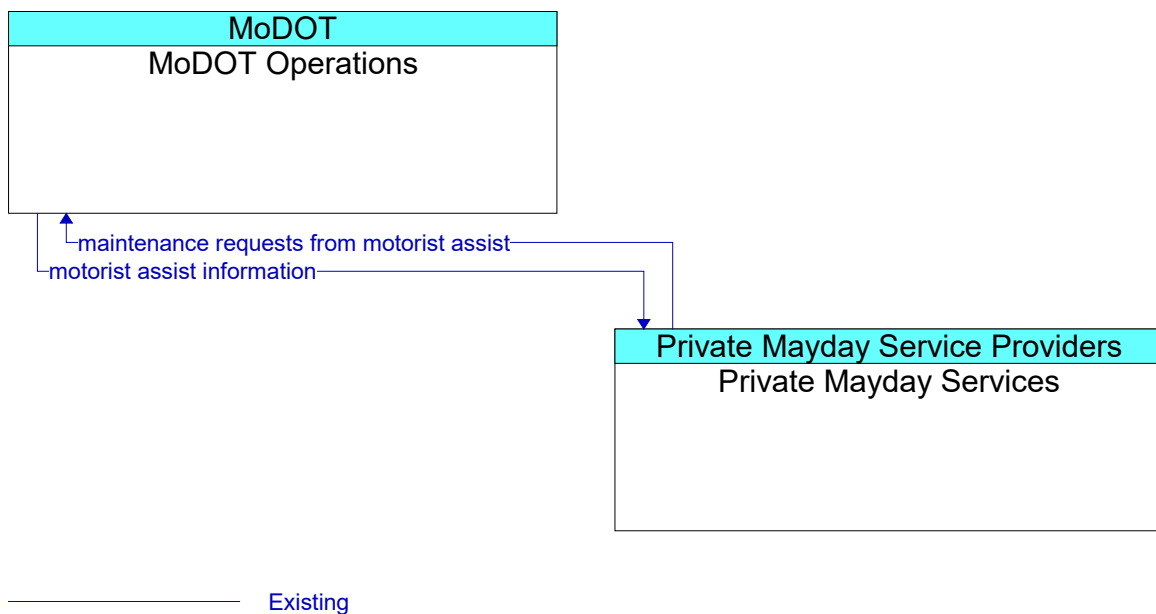 MoDOT
MoDOT Operations
maintenance requests from motorist assist
motorist assist information
Private Mayday Service Providers
Private Mayday Services
Existing